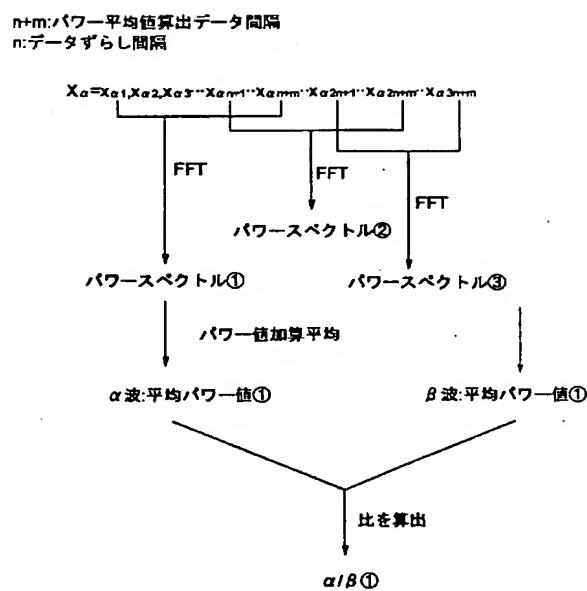 n+m:パワー平均値算出データ間隔
n:データずらし間隔
Xα=Xα1,Xα2,Xα3…Xαn+1…Xαn+m…Xα2n+1…Xα2n+m…Xα3n+m
FFT
FFT
FFT
パワースペクトル②
パワースペクトル①
パワースペクトル③
パワー値加算平均
α波:平均パワー値①
β波:平均パワー値①
比を算出
α/β①